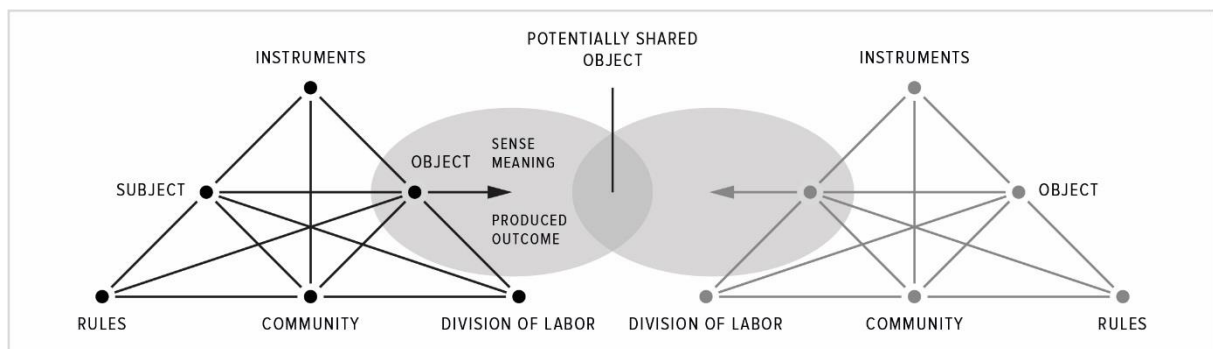 POTENTIALLY SHARED
OBJECT
INSTRUMENTS
INSTRUMENTS
SENSE
MEANING
OBJECT
SUBJECT
OBJECT
PRODUCED
OUTCOME
RULES
COMMUNITY
DIVISION OF LABOR
DIVISION OF LABOR
COMMUNITY
RULES